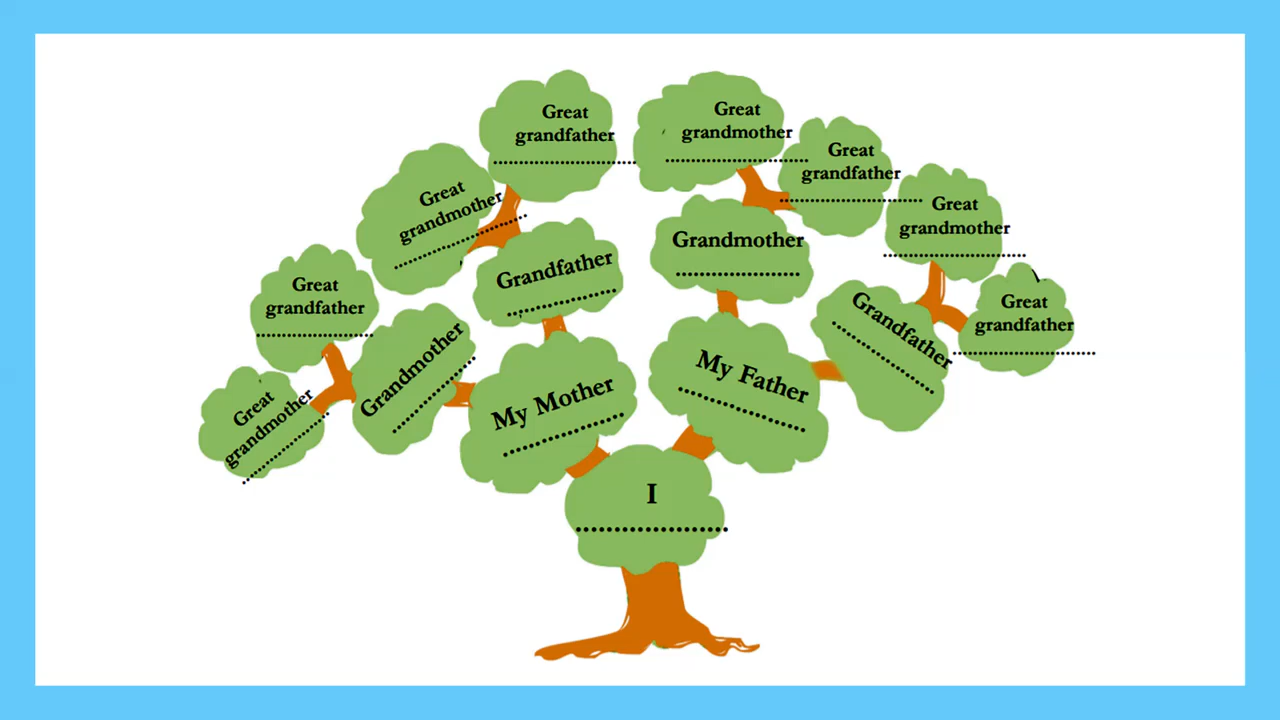 Great
grandfather
Great
grandmother
Great
grandfather
Great
grandmother
Great
grandmother
Grandmother
Grandfather
Great
grandfather
Great
grandfather
Grandfather
Grandmother
Great
grandmother
My Mother
My Father
I